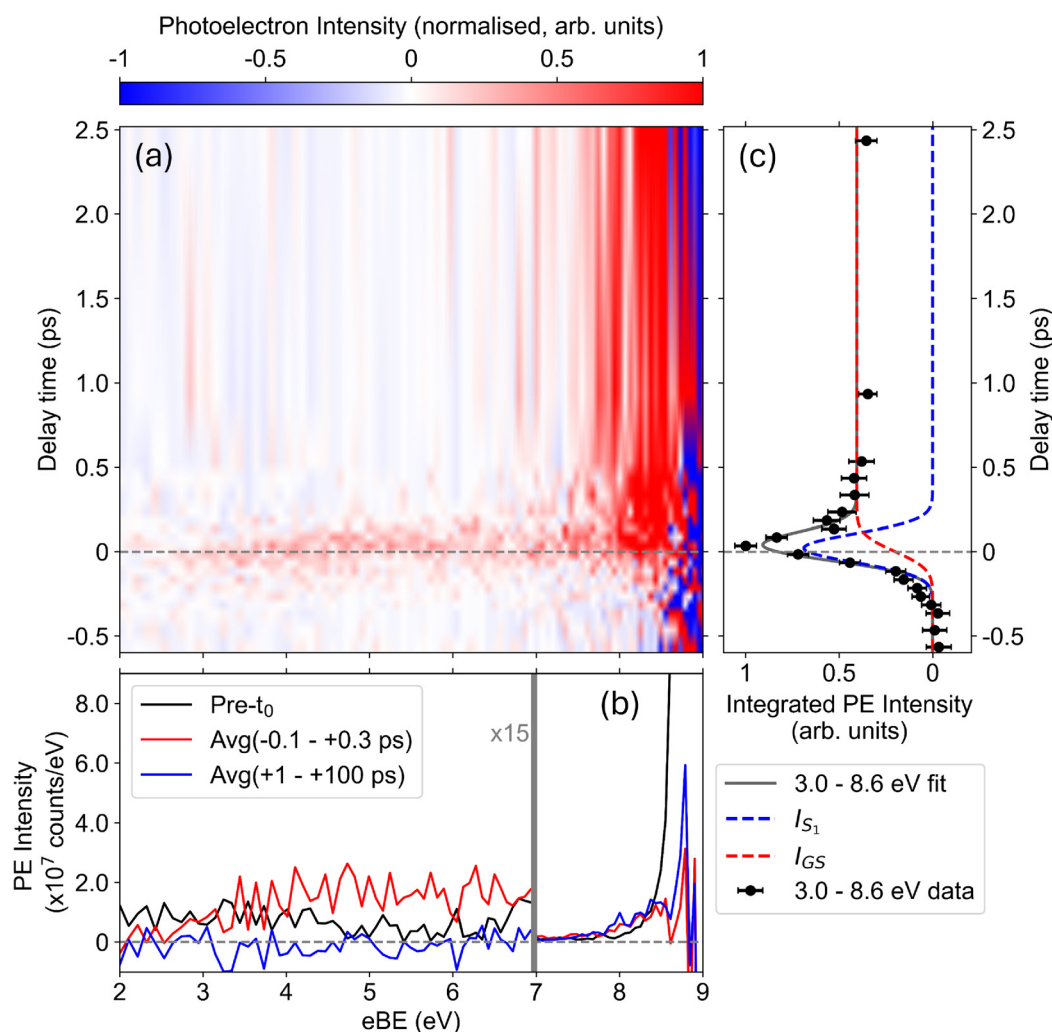 Photoelectron Intensity (normalised, arb. units)
-1 -0.5 0 0.5 1
(a)
2.5
2.0
1.5
1.0
0.5
0
-0.5
Delay time (ps)
(c)
2.5
2.0
1.5
1.0
0.5
0
-0.5
Delay time (ps)
1 0.5 0
Integrated PE Intensity
(arb. units)
(b)
Pre-t₀
Avg(-0.1 - +0.3 ps)
Avg(+1 - +100 ps)
x15
8.0
6.0
4.0
2.0
0
PE Intensity
(x10⁷ counts/eV)
2 3 4 5 6 7 8 9
eBE (eV)
3.0 - 8.6 eV fit
I_{S₁}
I_{GS}
3.0 - 8.6 eV data